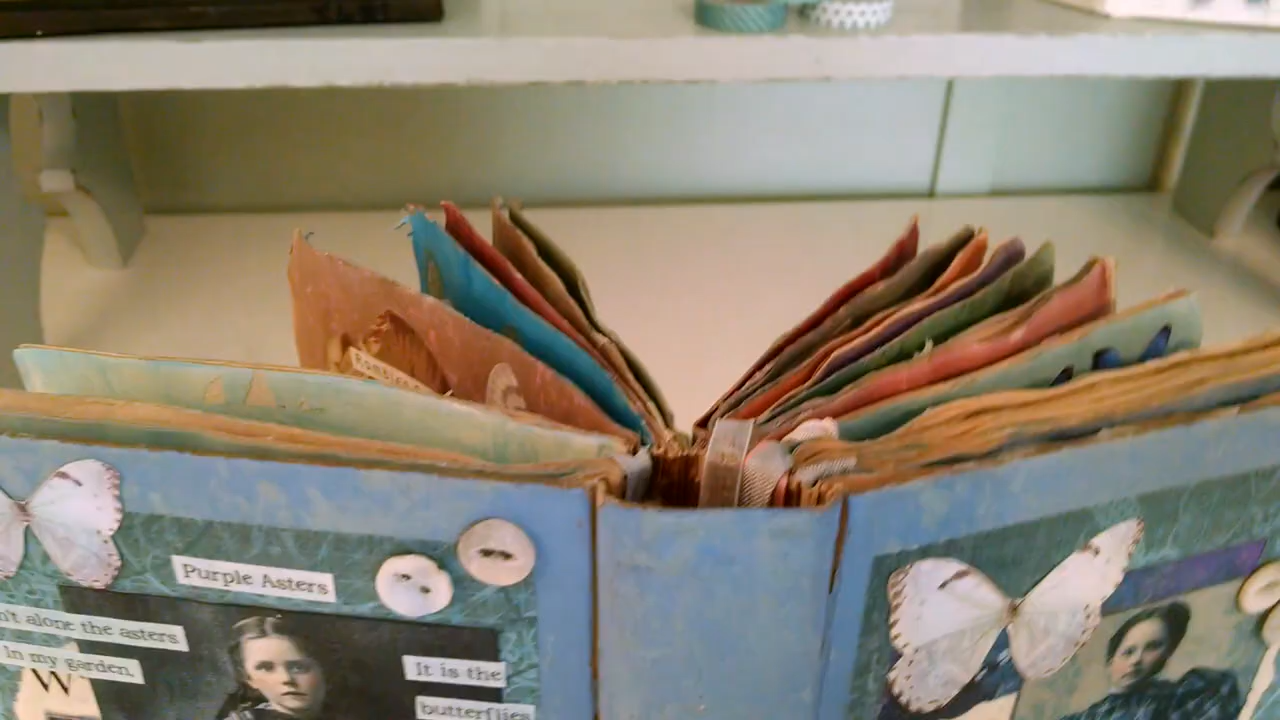 Purple Asters
n't alone the asters
In my garden,
W
It is the
butterflies